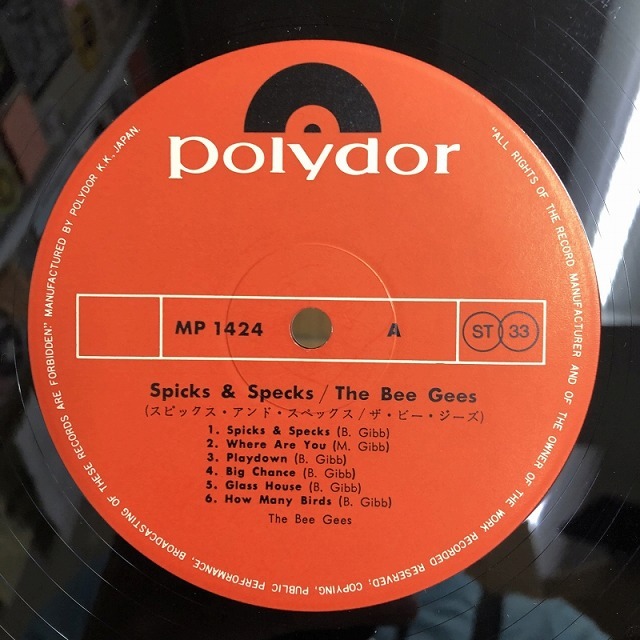 polydor
MP 1424
A
ST 33
Spicks & Specks / The Bee Gees
(スピックス・アンド・スペックス/ザ・ビー・ジーズ)
1. Spicks & Specks (B. Gibb)
2. Where Are You (M. Gibb)
3. Playdown (B. Gibb)
4. Big Chance (B. Gibb)
5. Glass House (B. Gibb)
6. How Many Birds (B. Gibb)
The Bee Gees
"ALL RIGHTS OF THE RECORD MANUFACTURER AND OF THE OWNER OF THE WORK RECORDED RESERVED; COPYING, PUBLIC PERFORMANCE, BROADCASTING OF THESE RECORDS ARE FORBIDDEN." MANUFACTURED BY POLYDOR K.K. JAPAN.